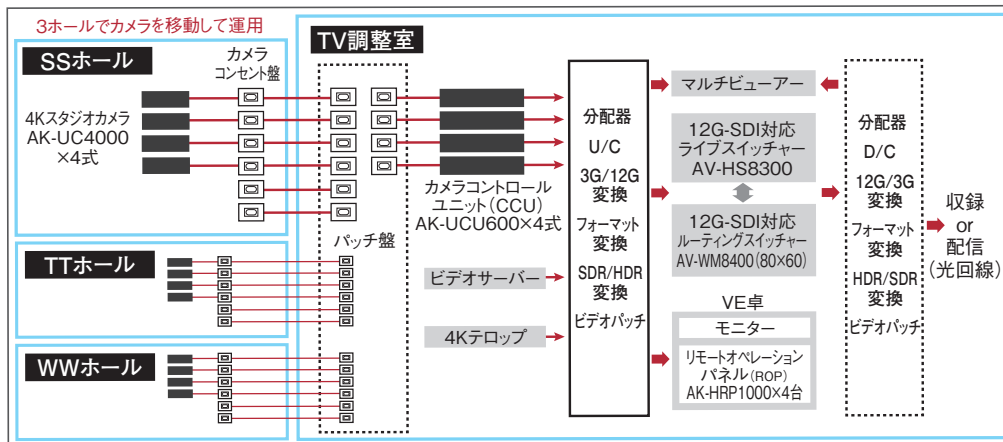 3ホールでカメラを移動して運用
SSホール
カメラ
コンセント盤
4Kスタジオカメラ
AK-UC4000
×4式
TTホール
WWホール
TV調整室
パッチ盤
カメラコントロール
ユニット(CCU)
AK-UCU600×4式
ビデオサーバー
4Kテロップ
分配器
U/C
3G/12G
変換
フォーマット
変換
SDR/HDR
変換
ビデオパッチ
マルチビューアー
12G-SDI対応
ライブスイッチャー
AV-HS8300
12G-SDI対応
ルーティングスイッチャー
AV-WM8400(80×60)
VE卓
モニター
リモートオペレーション
パネル(ROP)
AK-HRP1000×4台
分配器
D/C
12G/3G
変換
フォーマット
変換
HDR/SDR
変換
ビデオパッチ
収録
or
配信
(光回線)